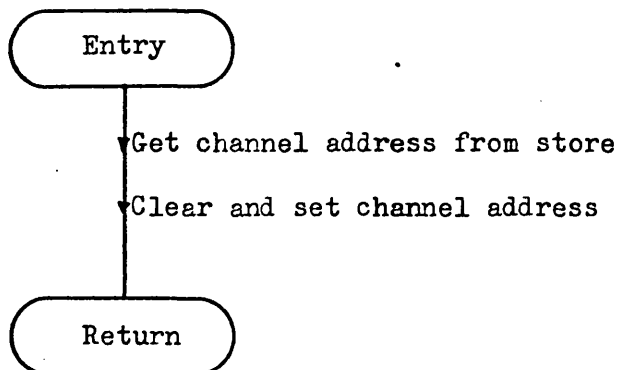 Entry
Get channel address from store
Clear and set channel address
Return